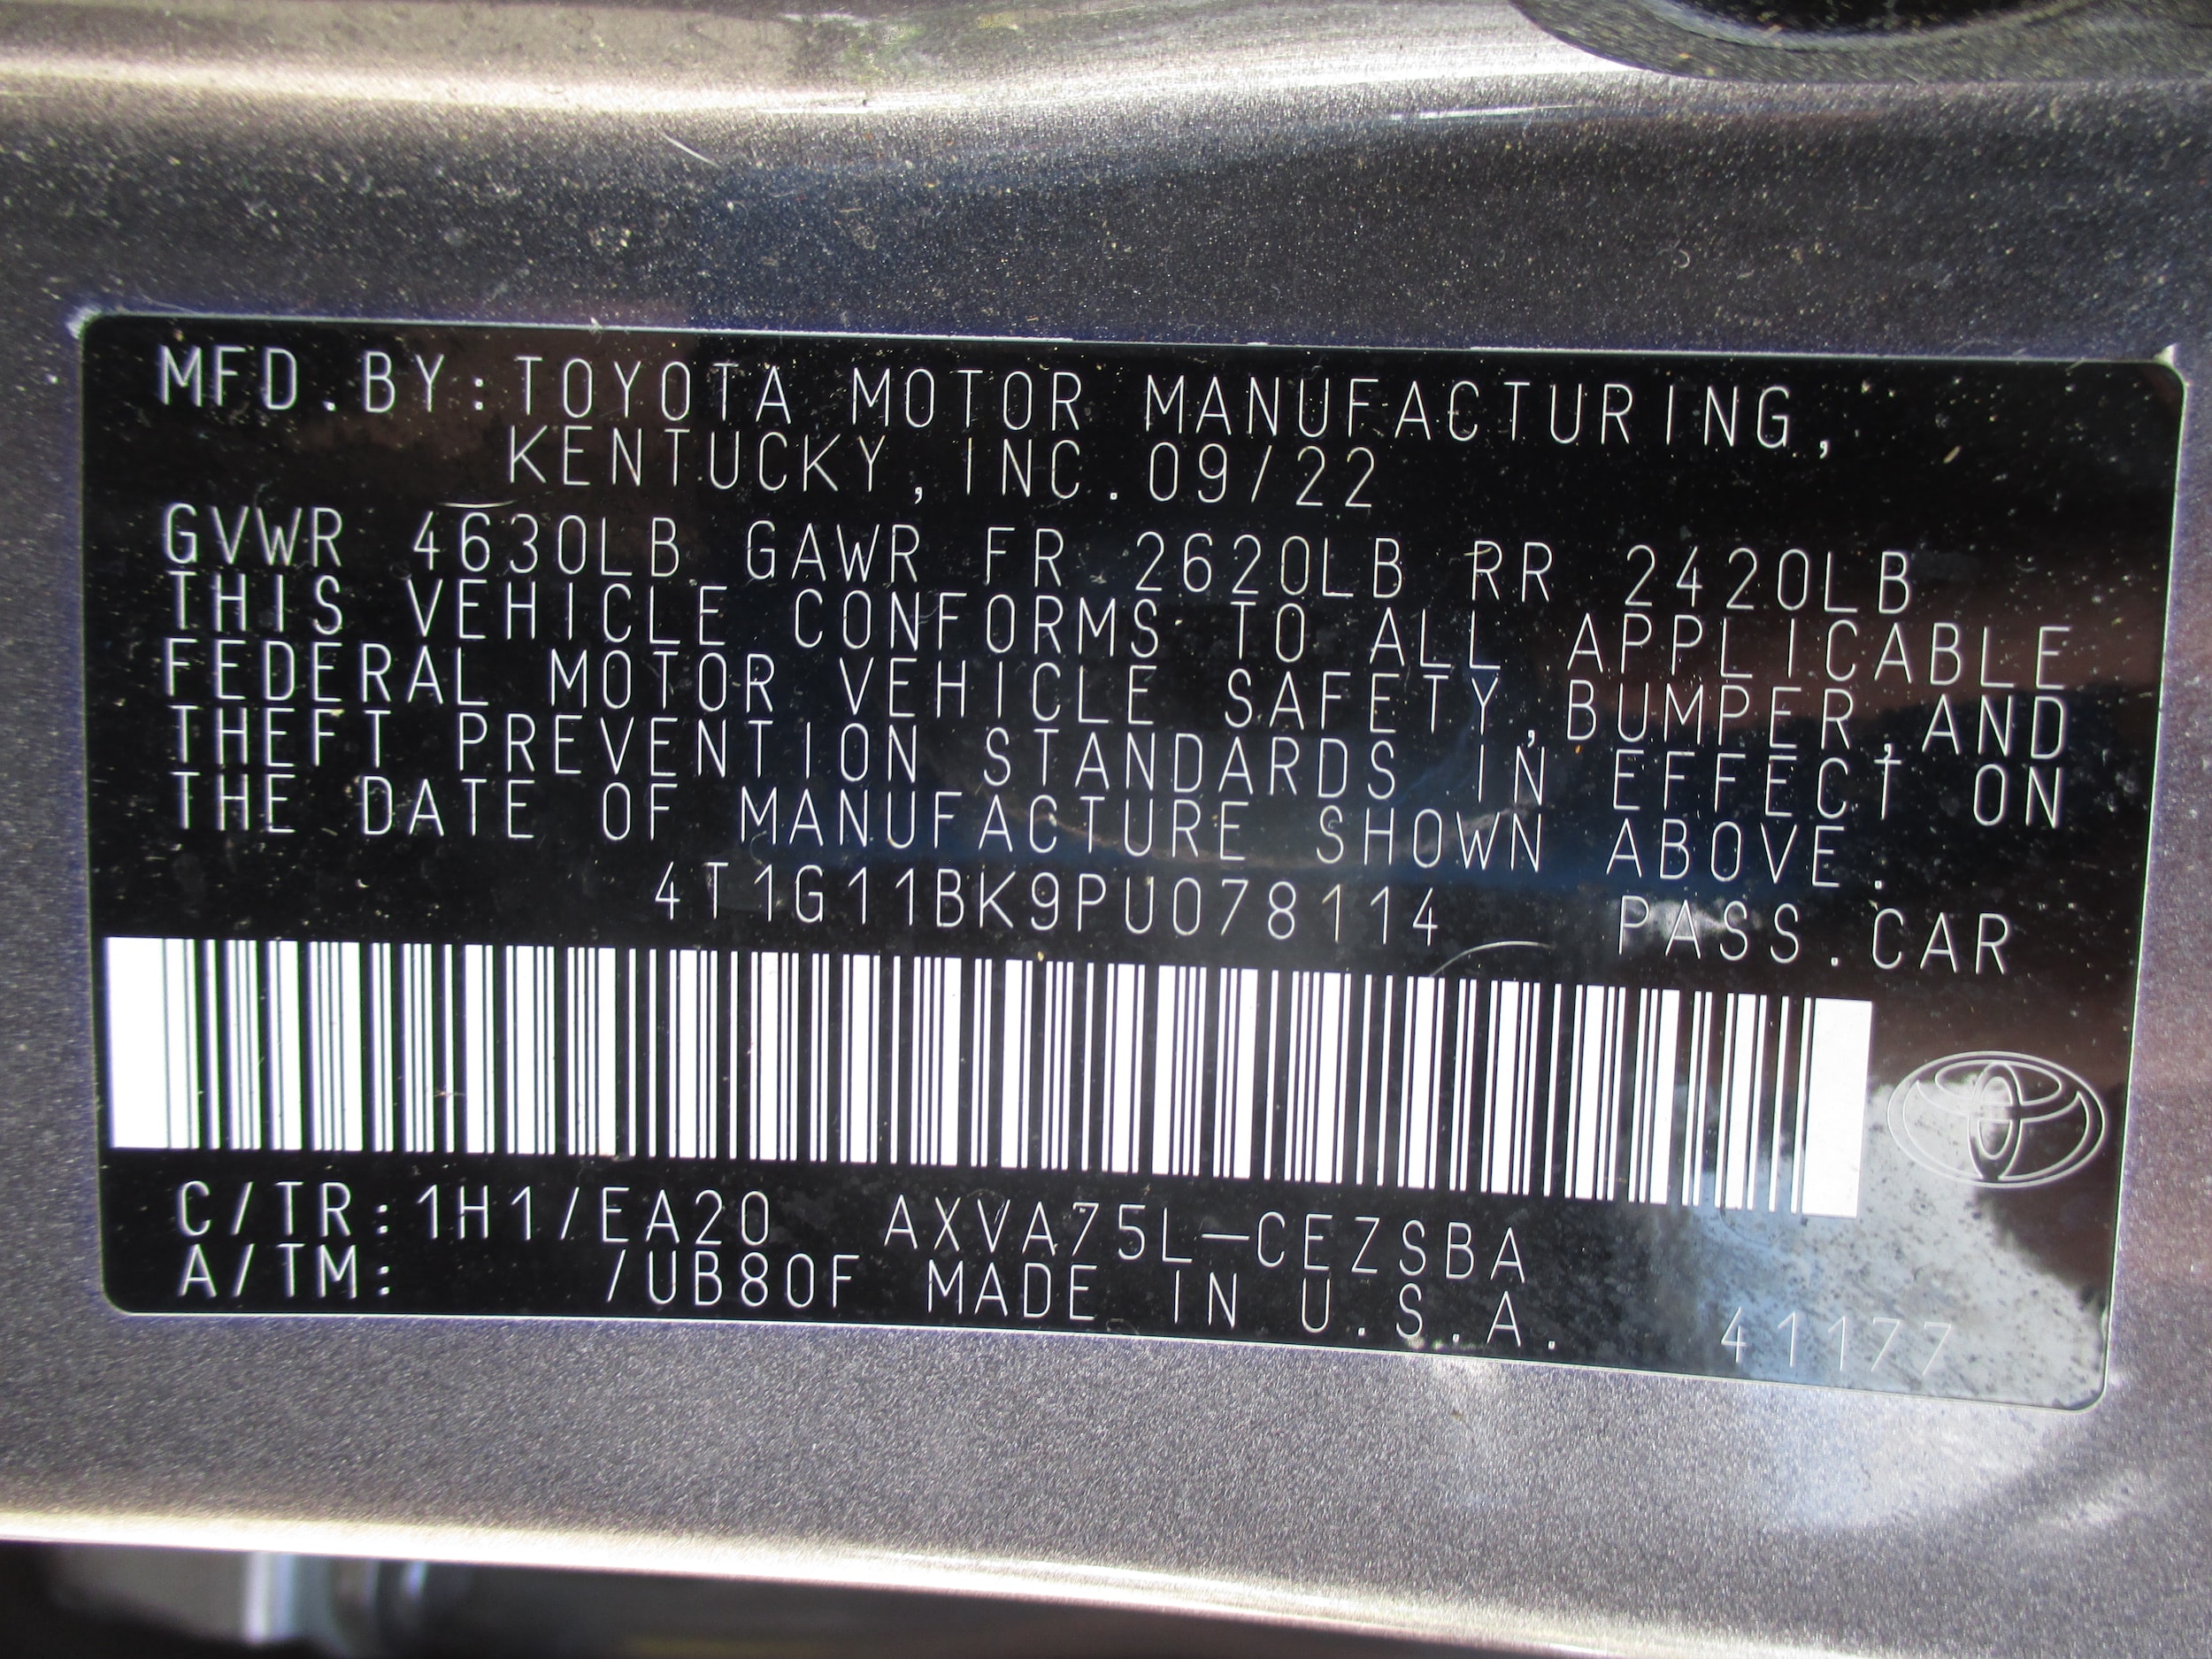 MFD.BY:TOYOTA MOTOR MANUFACTURING,
KENTUCKY, INC. 09/22
GVWR 4630LB GAWR FR 2620LB RR 2420LB
THIS VEHICLE CONFORMS TO ALL APPLICABLE
FEDERAL MOTOR VEHICLE SAFETY,BUMPER,AND
THEFT PREVENTION STANDARDS IN EFFECT ON
THE DATE OF MANUFACTURE SHOWN ABOVE.
4T1G11BK9PU078114 PASS.CAR
C/TR:1H1/EA20 AXVA75L-CEZSBA
A/TM: /UB80F MADE IN U.S.A. 41177